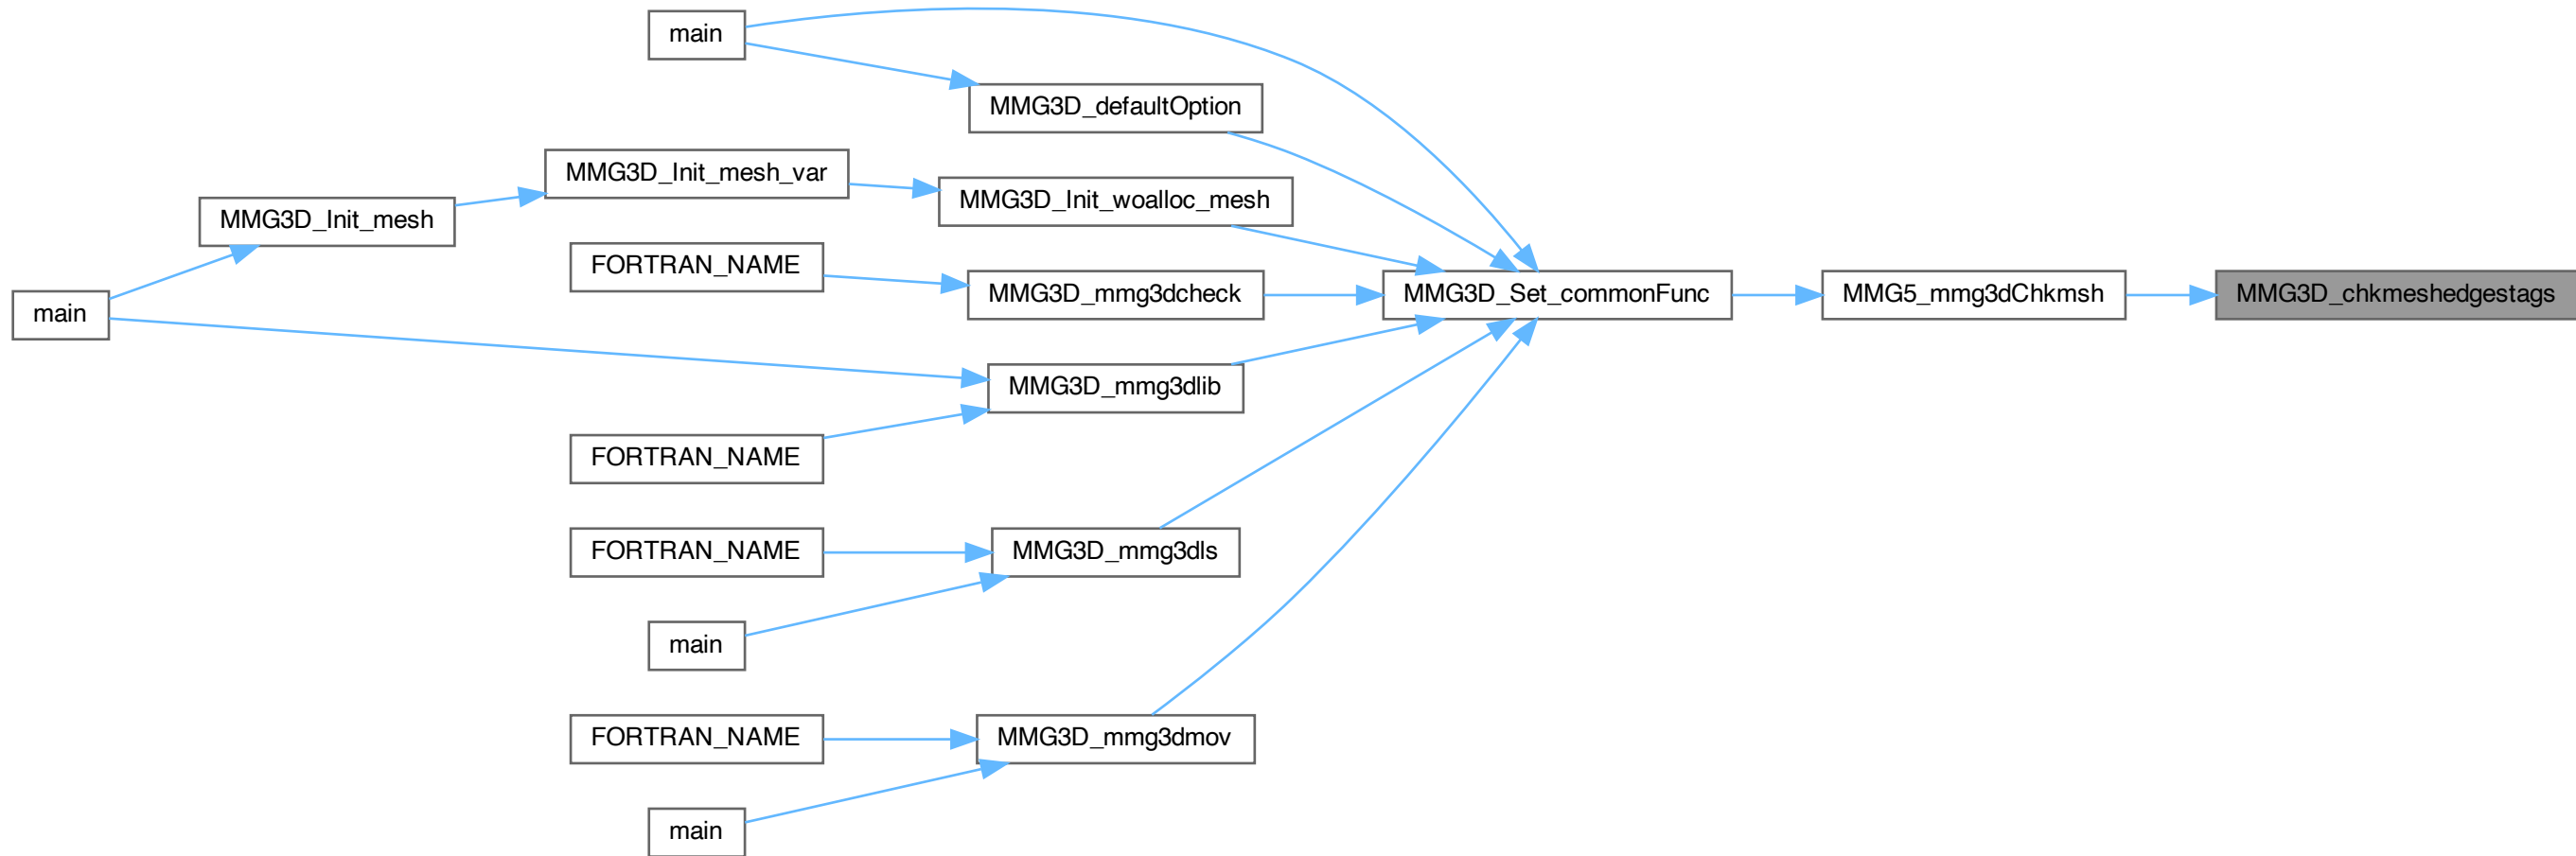 main
MMG3D_defaultOption
MMG3D_Init_mesh_var
MMG3D_Init_woalloc_mesh
MMG3D_Init_mesh
FORTRAN_NAME
MMG3D_mmg3dcheck
MMG3D_Set_commonFunc
MMG5_mmg3dChkmsh
MMG3D_chkmeshedgestags
main
MMG3D_mmg3dlib
FORTRAN_NAME
FORTRAN_NAME
MMG3D_mmg3dls
main
FORTRAN_NAME
MMG3D_mmg3dmov
main